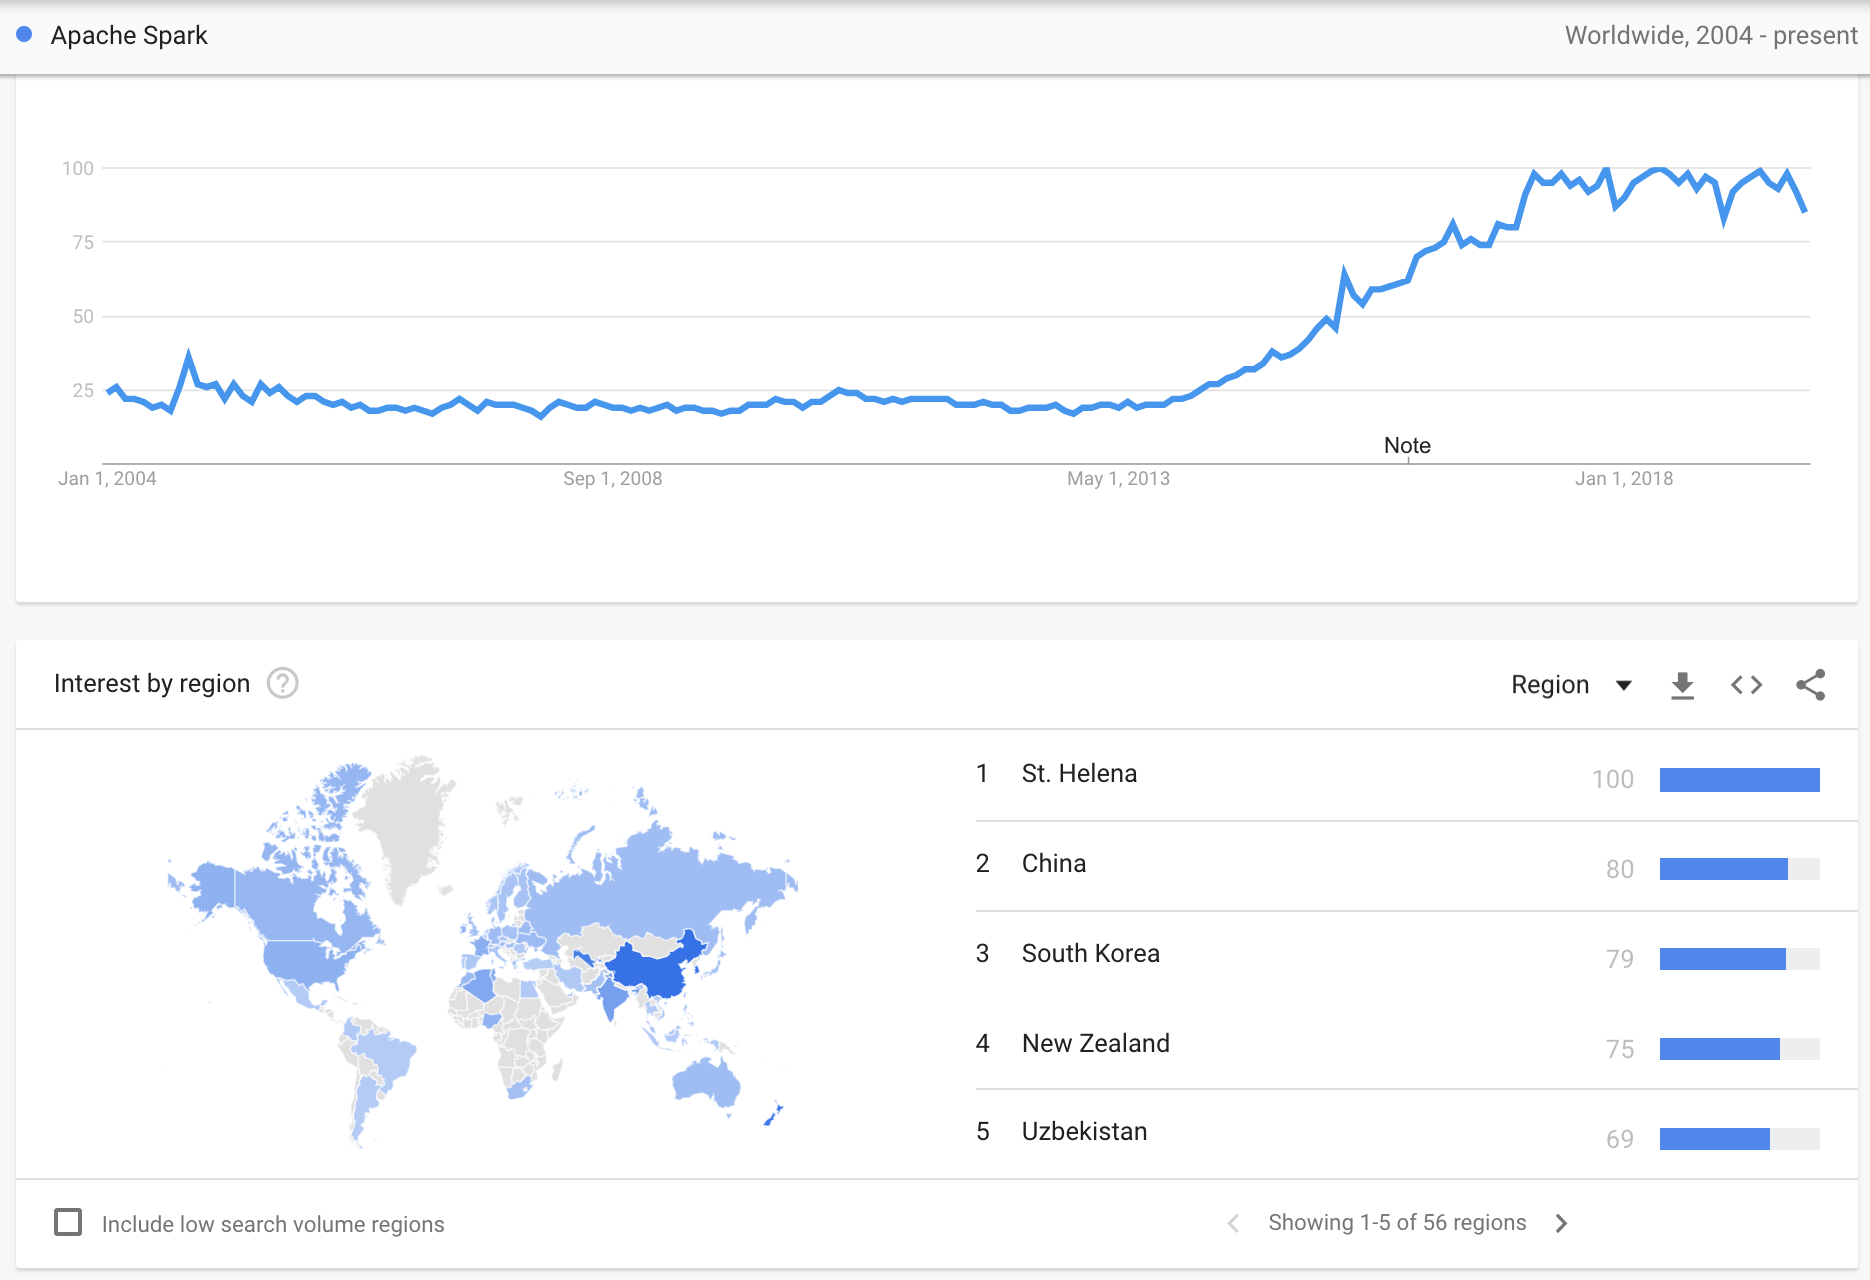 Apache Spark
Worldwide, 2004 - present
100
75
50
25
Note
Jan 1, 2004
Sep 1, 2008
May 1, 2013
Jan 1, 2018
Interest by region ?
Region
1 St. Helena 100
2 China 80
3 South Korea 79
4 New Zealand 75
5 Uzbekistan 69
Include low search volume regions
Showing 1-5 of 56 regions